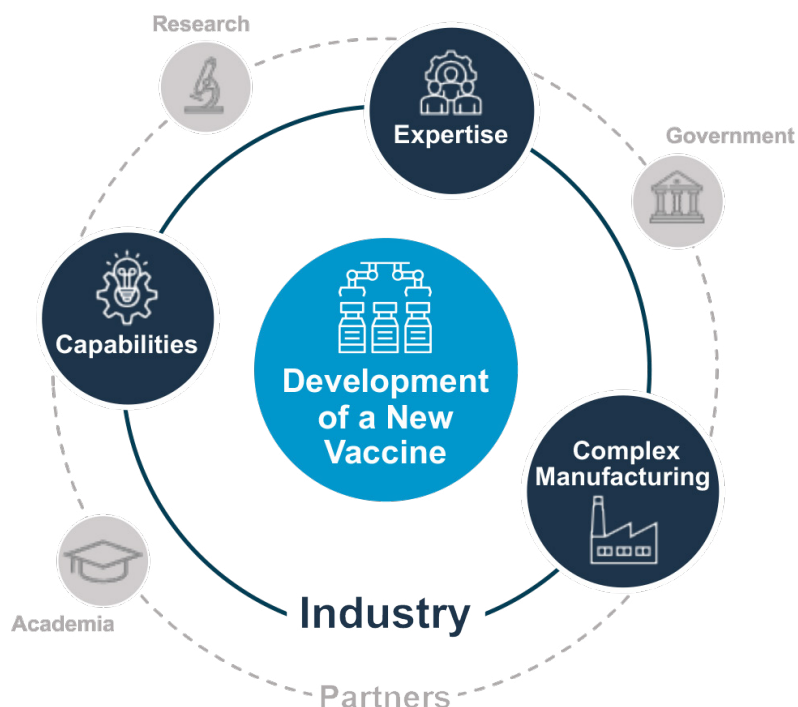 Research
Expertise
Government
Capabilities
Development
of a New
Vaccine
Complex
Manufacturing
Academia
Industry
Partners